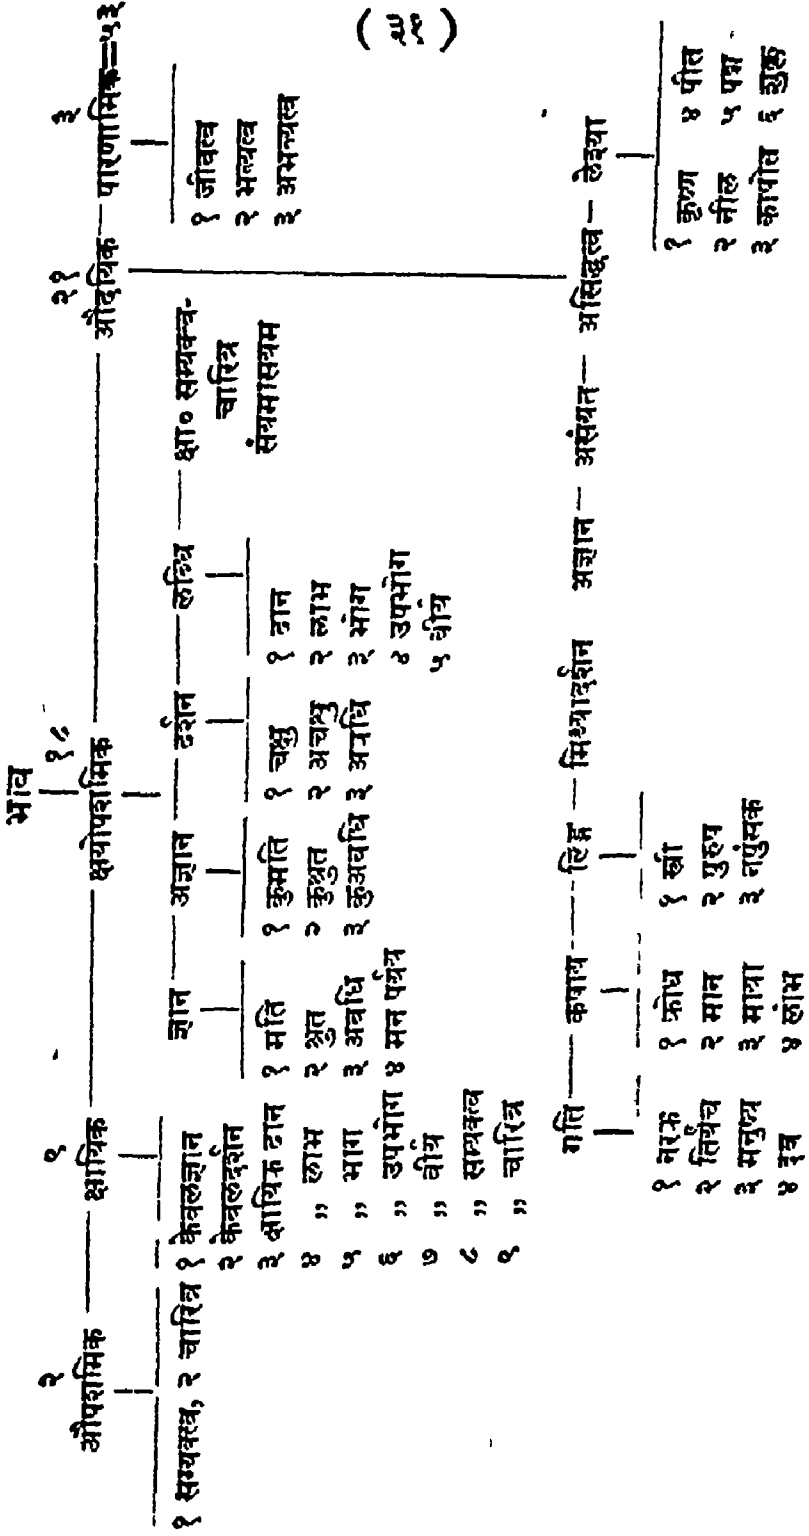 ( ३६ )
भाव
२ ९ १८ २१ ३
औपशमिक — क्षायिक — क्षयोपशमिक — औदयिक — पारणामिक=५३
१ सम्यक्त्व, २ चारित्र
१ केवलज्ञान
२ केवलदर्शन
३ क्षायिक दान
४ ,, लाभ
५ ,, भाग
६ ,, उपभोग
७ ,, वीर्य
८ ,, सम्यक्त्व
९ ,, चारित्र
ज्ञान — अज्ञान — दर्शन — लब्धि — क्षा० सम्यक्त्व-
चारित्र
संयमासंयम
१ मति
२ श्रुत
३ अवधि
४ मन पर्यय
१ कुमति
२ कुश्रुत
३ कुअवधि
१ चक्षु
२ अचक्षु
३ अवधि
१ दान
२ लाभ
३ भोग
४ उपभोग
५ वीर्य
१ जीवत्व
२ भव्यत्व
३ अभव्यत्व
गति — कषाय — लिङ्ग — मिथ्यादर्शन अज्ञान — असंयत — असिद्धत्व — लेश्या
१ नरक
२ तिर्यंच
३ मनुष्य
४ देव
१ क्रोध
२ मान
३ माया
४ लोभ
१ स्त्री
२ पुरुष
३ नपुंसक
१ कृष्ण ४ पीत
२ नील ५ पद्म
३ कापोत ६ शुक्ल